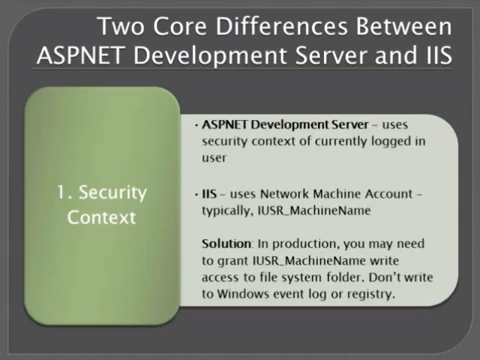 Two Core Differences Between
ASPNET Development Server and IIS
1. Security
Context
• ASPNET Development Server – uses
security context of currently logged in
user
• IIS – uses Network Machine Account –
typically, IUSR_MachineName
Solution: In production, you may need
to grant IUSR_MachineName write
access to file system folder. Don't write
to Windows event log or registry.